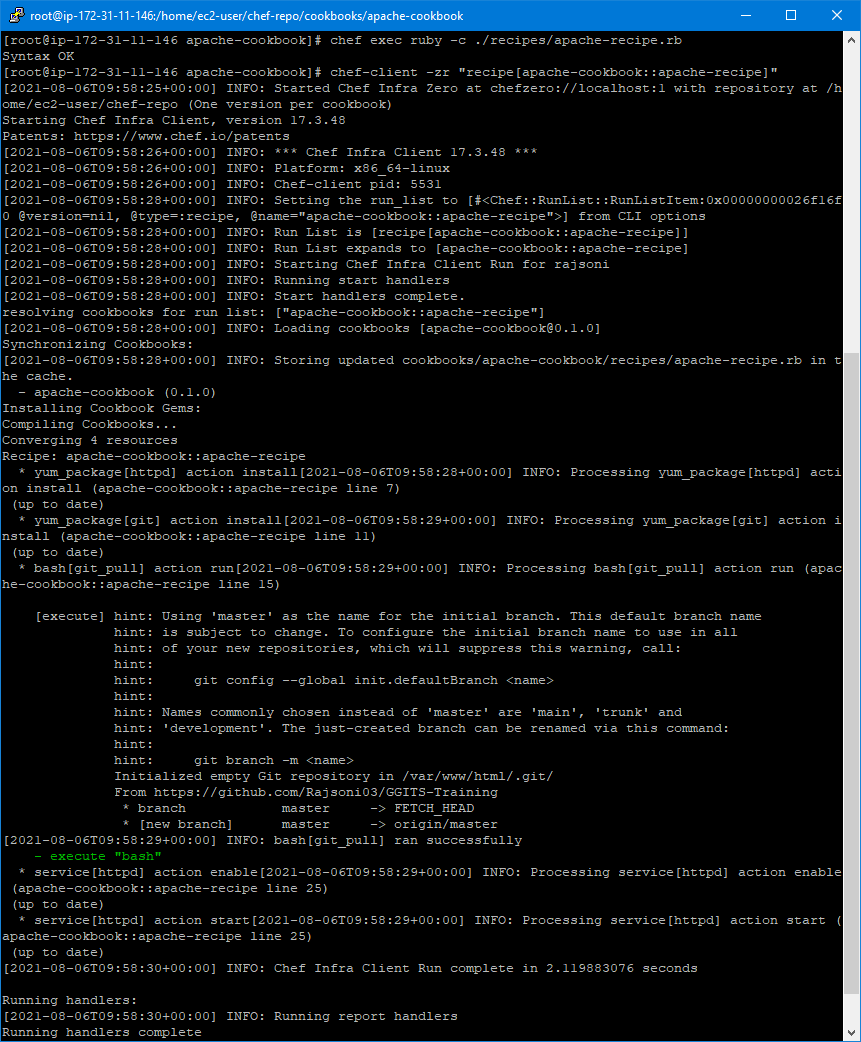 root@ip-172-31-11-146:/home/ec2-user/chef-repo/cookbooks/apache-cookbook
[root@ip-172-31-11-146 apache-cookbook]# chef exec ruby -c ./recipes/apache-recipe.rb
Syntax OK
[root@ip-172-31-11-146 apache-cookbook]# chef-client -zr "recipe[apache-cookbook::apache-recipe]"
[2021-08-06T09:58:25+00:00] INFO: Started Chef Infra Zero at chefzero://localhost:1 with repository at /h
ome/ec2-user/chef-repo (One version per cookbook)
Starting Chef Infra Client, version 17.3.48
Patents: https://www.chef.io/patents
[2021-08-06T09:58:26+00:00] INFO: *** Chef Infra Client 17.3.48 ***
[2021-08-06T09:58:26+00:00] INFO: Platform: x86_64-linux
[2021-08-06T09:58:26+00:00] INFO: Chef-client pid: 5531
[2021-08-06T09:58:28+00:00] INFO: Setting the run_list to [#<Chef::RunList::RunListItem:0x00000000026f16f
0 @version=nil, @type=:recipe, @name="apache-cookbook::apache-recipe">] from CLI options
[2021-08-06T09:58:28+00:00] INFO: Run List is [recipe[apache-cookbook::apache-recipe]]
[2021-08-06T09:58:28+00:00] INFO: Run List expands to [apache-cookbook::apache-recipe]
[2021-08-06T09:58:28+00:00] INFO: Starting Chef Infra Client Run for rajsoni
[2021-08-06T09:58:28+00:00] INFO: Running start handlers
[2021-08-06T09:58:28+00:00] INFO: Start handlers complete.
resolving cookbooks for run list: ["apache-cookbook::apache-recipe"]
[2021-08-06T09:58:28+00:00] INFO: Loading cookbooks [apache-cookbook@0.1.0]
Synchronizing Cookbooks:
[2021-08-06T09:58:28+00:00] INFO: Storing updated cookbooks/apache-cookbook/recipes/apache-recipe.rb in t
he cache.
  - apache-cookbook (0.1.0)
Installing Cookbook Gems:
Compiling Cookbooks...
Converging 4 resources
Recipe: apache-cookbook::apache-recipe
  * yum_package[httpd] action install[2021-08-06T09:58:28+00:00] INFO: Processing yum_package[httpd] acti
on install (apache-cookbook::apache-recipe line 7)
 (up to date)
  * yum_package[git] action install[2021-08-06T09:58:29+00:00] INFO: Processing yum_package[git] action i
nstall (apache-cookbook::apache-recipe line 11)
 (up to date)
  * bash[git_pull] action run[2021-08-06T09:58:29+00:00] INFO: Processing bash[git_pull] action run (apac
he-cookbook::apache-recipe line 15)
    [execute] hint: Using 'master' as the name for the initial branch. This default branch name
              hint: is subject to change. To configure the initial branch name to use in all
              hint: of your new repositories, which will suppress this warning, call:
              hint:
              hint:     git config --global init.defaultBranch <name>
              hint:
              hint: Names commonly chosen instead of 'master' are 'main', 'trunk' and
              hint: 'development'. The just-created branch can be renamed via this command:
              hint:
              hint:     git branch -m <name>
              Initialized empty Git repository in /var/www/html/.git/
              From https://github.com/Rajsoni03/GGITS-Training
               * branch            master     -> FETCH_HEAD
               * [new branch]      master     -> origin/master
[2021-08-06T09:58:29+00:00] INFO: bash[git_pull] ran successfully
    - execute "bash"
  * service[httpd] action enable[2021-08-06T09:58:29+00:00] INFO: Processing service[httpd] action enable
 (apache-cookbook::apache-recipe line 25)
 (up to date)
  * service[httpd] action start[2021-08-06T09:58:29+00:00] INFO: Processing service[httpd] action start (
apache-cookbook::apache-recipe line 25)
 (up to date)
[2021-08-06T09:58:30+00:00] INFO: Chef Infra Client Run complete in 2.119883076 seconds
Running handlers:
[2021-08-06T09:58:30+00:00] INFO: Running report handlers
Running handlers complete